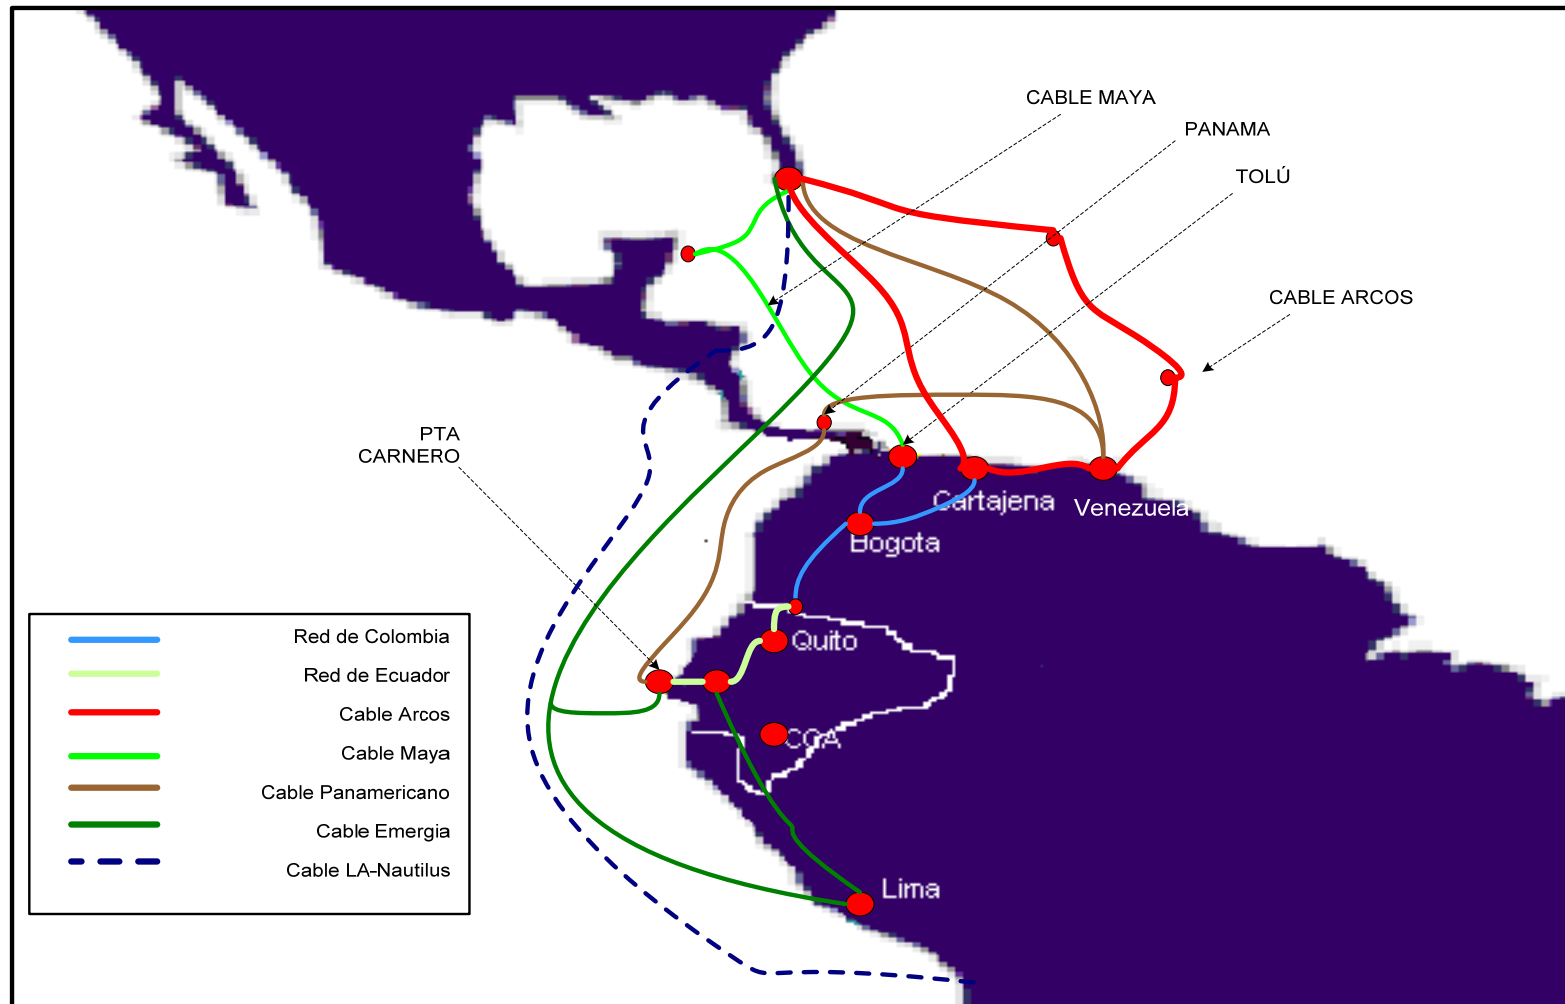 CABLE MAYA
PANAMA
TOLÚ
CABLE ARCOS
PTA
CARNERO
Cartajena
Venezuela
Bogota
Quito
Lima
Red de Colombia
Red de Ecuador
Cable Arcos
Cable Maya
Cable Panamericano
Cable Emergia
Cable LA-Nautilus